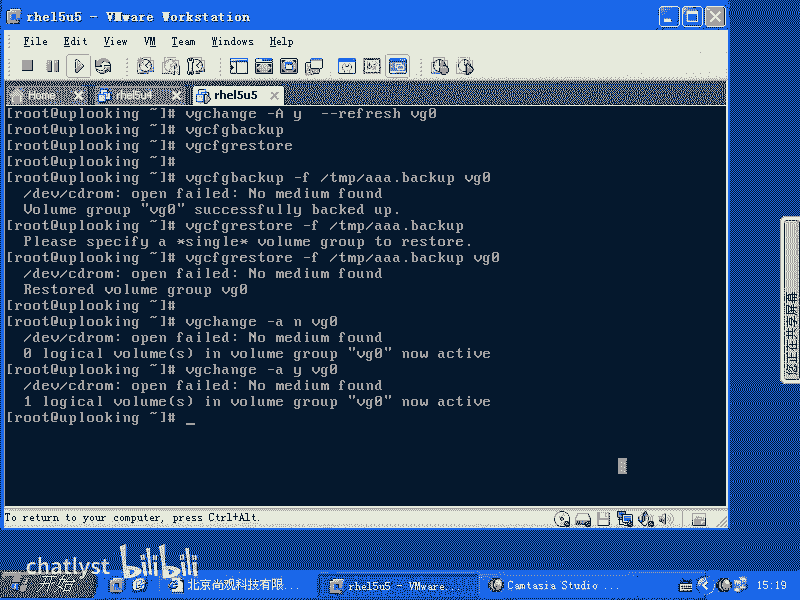 rhel5u5 - VMware Workstation
File Edit View VM Team Windows Help
Home rhel5u4 rhel5u5
[root@uplooking ~]# vgchange -A y  --refresh vg0
[root@uplooking ~]# vgcfgbackup
[root@uplooking ~]# vgcfgrestore
[root@uplooking ~]#
[root@uplooking ~]# vgcfgbackup -f /tmp/aaa.backup vg0
/dev/cdrom: open failed: No medium found
Volume group "vg0" successfully backed up.
[root@uplooking ~]# vgcfgrestore -f /tmp/aaa.backup
Please specify a *single* volume group to restore.
[root@uplooking ~]# vgcfgrestore -f /tmp/aaa.backup vg0
/dev/cdrom: open failed: No medium found
Restored volume group vg0
[root@uplooking ~]#
[root@uplooking ~]# vgchange -a n vg0
/dev/cdrom: open failed: No medium found
0 logical volume(s) in volume group "vg0" now active
[root@uplooking ~]# vgchange -a y vg0
/dev/cdrom: open failed: No medium found
1 logical volume(s) in volume group "vg0" now active
[root@uplooking ~]# _
您正在共享屏幕
To return to your computer, press Ctrl+Alt.
chatlyst bilibili
开始 北京尚观科技有限... rhel5u5 - VMware... Camtasia Studio ... 15:19